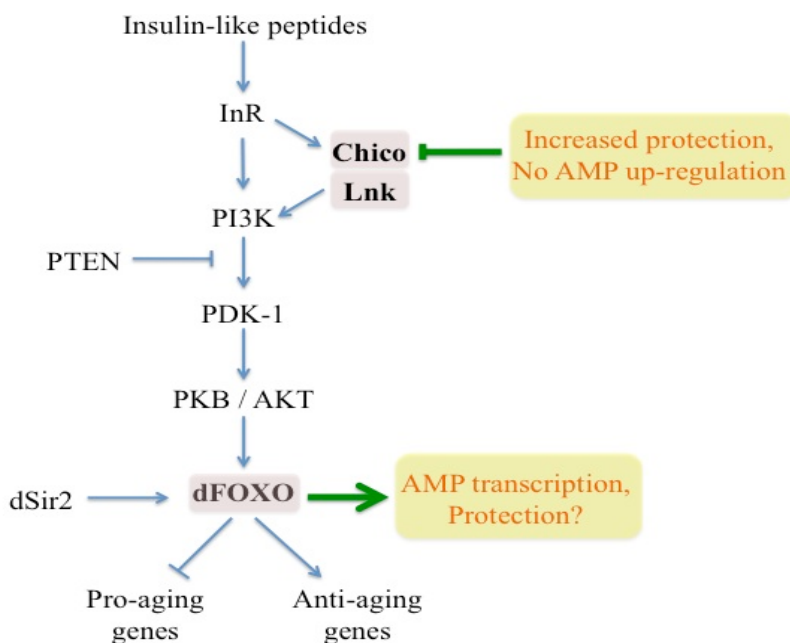 Insulin-like peptides
InR
Chico
Lnk
Increased protection,
No AMP up-regulation
PI3K
PTEN
PDK-1
PKB / AKT
dSir2
dFOXO
AMP transcription,
Protection?
Pro-aging
genes
Anti-aging
genes